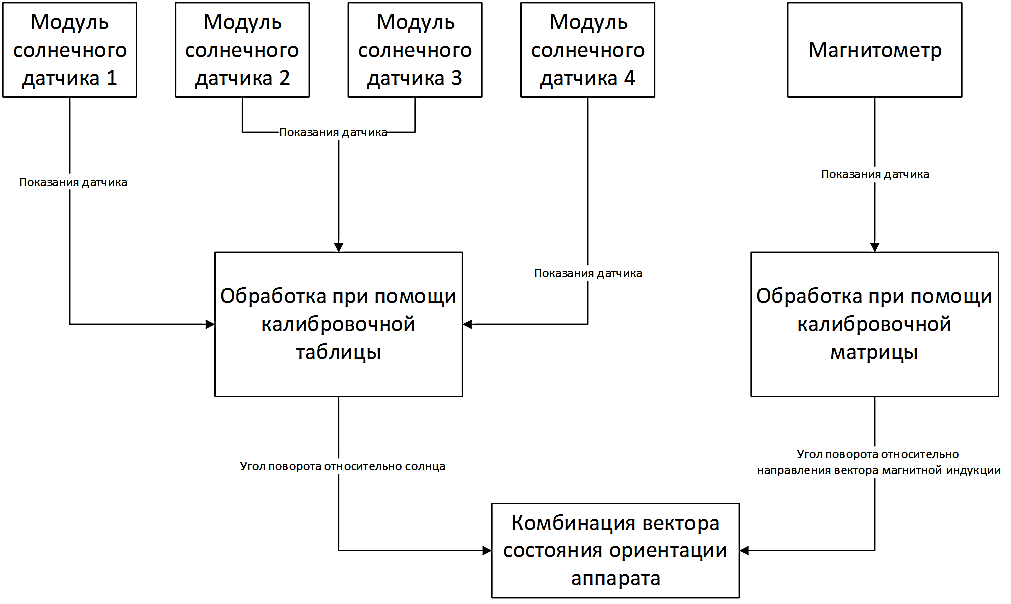 Модуль
солнечного
датчика 1
Модуль
солнечного
датчика 2
Модуль
солнечного
датчика 3
Модуль
солнечного
датчика 4
Магнитометр
Показания датчика
Показания датчика
Показания датчика
Показания датчика
Обработка при помощи
калибровочной
таблицы
Обработка при помощи
калибровочной
матрицы
Угол поворота относительно солнца
Угол поворота относительно
направления вектора магнитной индукции
Комбинация вектора
состояния ориентации
аппарата